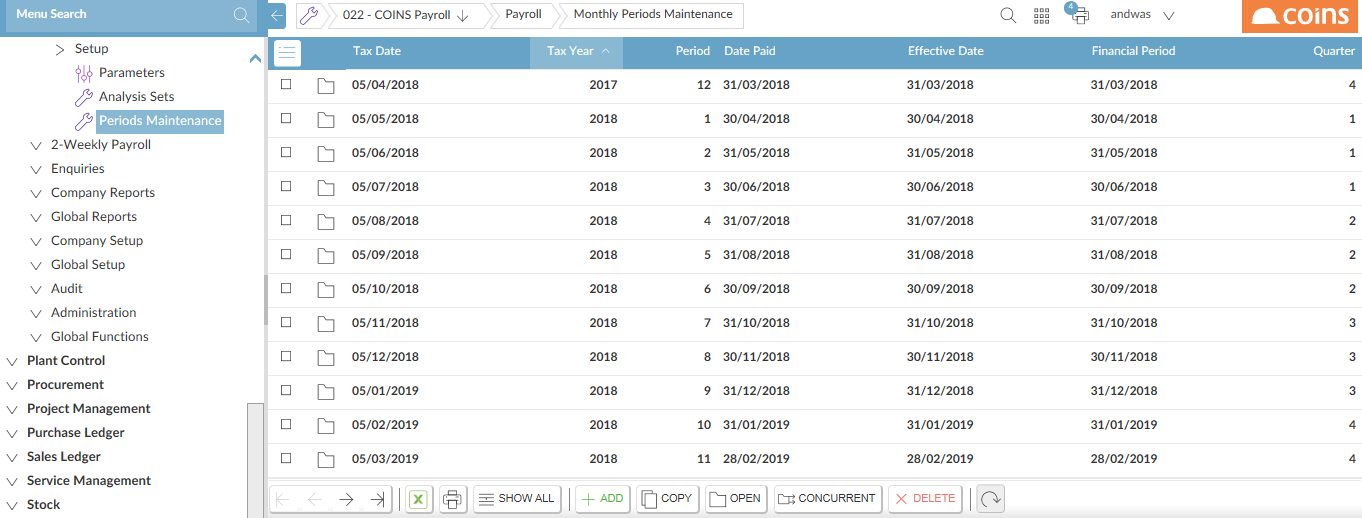 Menu Search
022 - COINS Payroll
Payroll
Monthly Periods Maintenance
4
andwas
coins
Setup
Parameters
Analysis Sets
Periods Maintenance
2-Weekly Payroll
Enquiries
Company Reports
Global Reports
Company Setup
Global Setup
Audit
Administration
Global Functions
Plant Control
Procurement
Project Management
Purchase Ledger
Sales Ledger
Service Management
Stock
Tax Date Tax Year Period Date Paid Effective Date Financial Period Quarter
05/04/2018 2017 12 31/03/2018 31/03/2018 31/03/2018 4
05/05/2018 2018 1 30/04/2018 30/04/2018 30/04/2018 1
05/06/2018 2018 2 31/05/2018 31/05/2018 31/05/2018 1
05/07/2018 2018 3 30/06/2018 30/06/2018 30/06/2018 1
05/08/2018 2018 4 31/07/2018 31/07/2018 31/07/2018 2
05/09/2018 2018 5 31/08/2018 31/08/2018 31/08/2018 2
05/10/2018 2018 6 30/09/2018 30/09/2018 30/09/2018 2
05/11/2018 2018 7 31/10/2018 31/10/2018 31/10/2018 3
05/12/2018 2018 8 30/11/2018 30/11/2018 30/11/2018 3
05/01/2019 2018 9 31/12/2018 31/12/2018 31/12/2018 3
05/02/2019 2018 10 31/01/2019 31/01/2019 31/01/2019 4
05/03/2019 2018 11 28/02/2019 28/02/2019 28/02/2019 4
X SHOW ALL ADD COPY OPEN CONCURRENT DELETE